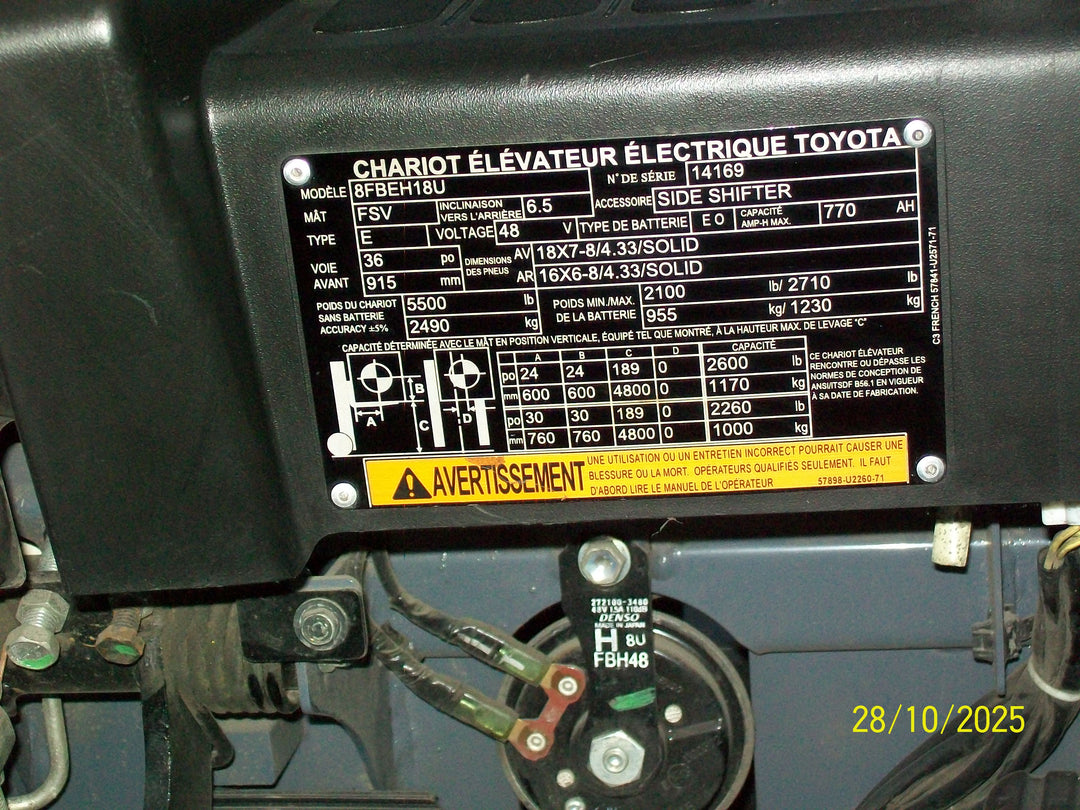 CHARIOT ÉLÉVATEUR ÉLECTRIQUE TOYOTA
MODÈLE 8FBEH18U N° DE SÉRIE 14169
MÂT FSV INCLINAISON VERS L'ARRIÈRE 6.5 ACCESSOIRE SIDE SHIFTER
TYPE E VOLTAGE 48 V TYPE DE BATTERIE E O CAPACITÉ AMP-H MAX. 770 AH
VOIE AVANT 36 po DIMENSIONS DES PNEUS AV 18X7-8/4.33/SOLID
915 mm AR 16X6-8/4.33/SOLID
POIDS DU CHARIOT SANS BATTERIE ACCURACY ±5% 5500 lb POIDS MIN./MAX. DE LA BATTERIE 2100 lb/ 2710 lb
2490 kg 955 kg/ 1230 kg
CAPACITÉ DÉTERMINÉE AVEC LE MÂT EN POSITION VERTICALE, ÉQUIPÉ TEL QUE MONTRÉ, À LA HAUTEUR MAX. DE LEVAGE "C"
A B C D CAPACITÉ
po 24 24 189 0 2600 lb
mm 600 600 4800 0 1170 kg
po 30 30 189 0 2260 lb
mm 760 760 4800 0 1000 kg
A B C D
CE CHARIOT ÉLÉVATEUR
RENCONTRE OU DÉPASSE LES
NORMES DE CONCEPTION DE
ANSI/ITSDF B56.1 EN VIGUEUR
À SA DATE DE FABRICATION.
C3 FRENCH 57841-U2571-71
AVERTISSEMENT
UNE UTILISATION OU UN ENTRETIEN INCORRECT POURRAIT CAUSER UNE
BLESSURE OU LA MORT. OPÉRATEURS QUALIFIÉS SEULEMENT. IL FAUT
D'ABORD LIRE LE MANUEL DE L'OPÉRATEUR 57898-U2260-71
272100-3480
48V 1.5A 110dB
DENSO
MADE IN JAPAN
H 8U
FBH48
28/10/2025